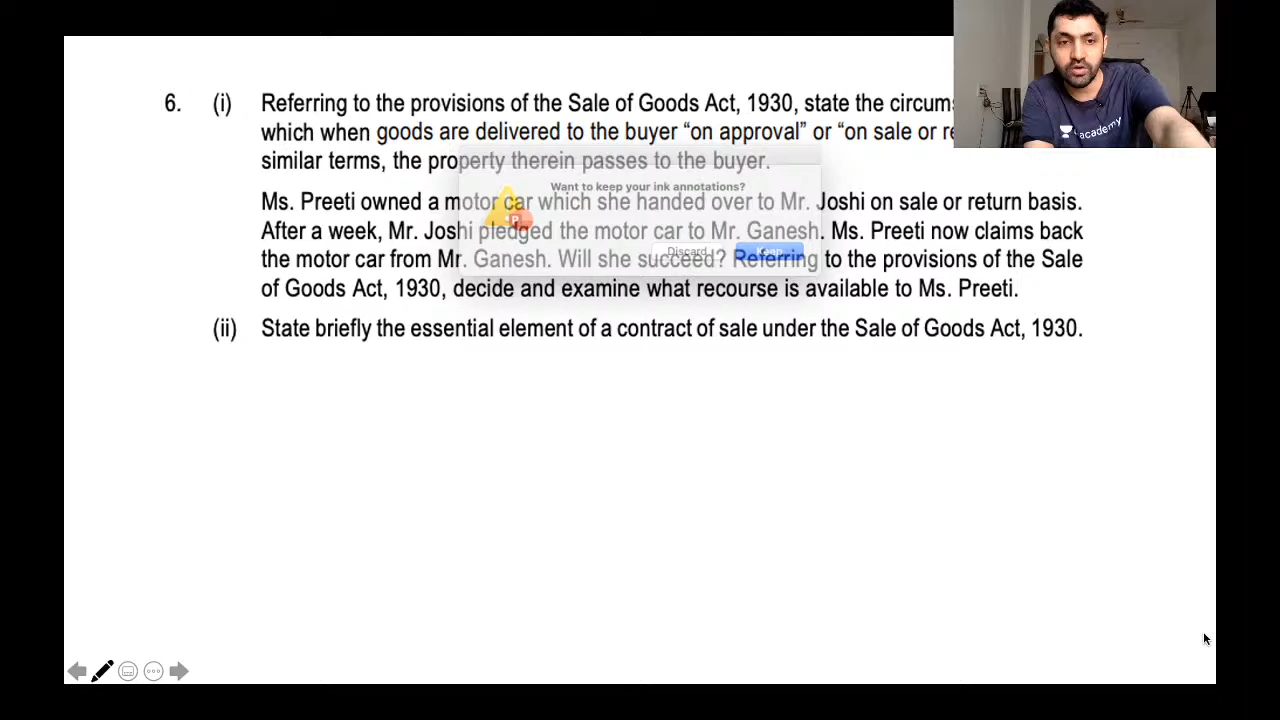 6. (i) Referring to the provisions of the Sale of Goods Act, 1930, state the
which when goods are delivered to the buyer “on approval” or “on sale or
similar terms, the property therein passes to the buyer.
Want to keep your ink annotations?
Ms. Preeti owned a motor car which she handed over to Mr. Joshi on sale or return basis.
After a week, Mr. Joshi pledged the motor car to Mr. Ganesh. Ms. Preeti now claims back
Discard Keep
the motor car from Mr. Ganesh. Will she succeed? Referring to the provisions of the Sale
of Goods Act, 1930, decide and examine what recourse is available to Ms. Preeti.
(ii) State briefly the essential element of a contract of sale under the Sale of Goods Act, 1930.